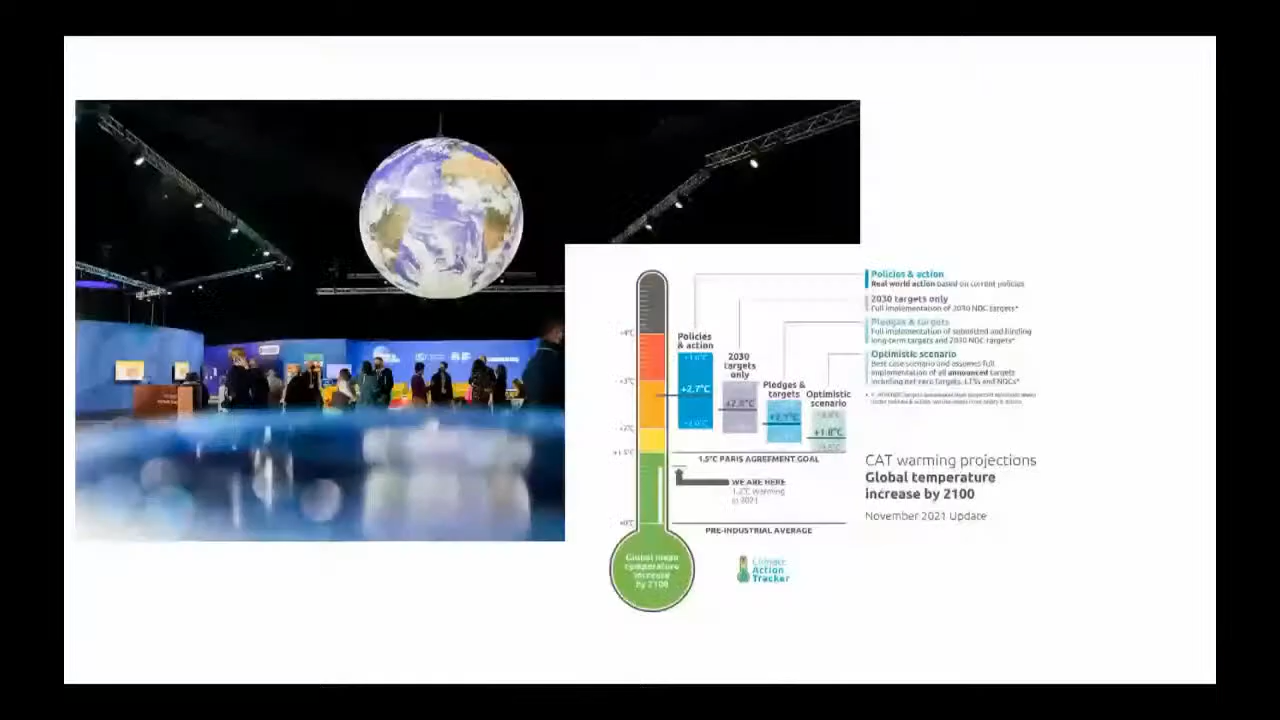 Policies & action
Real world action based on current policies
2030 targets only
Full implementation of 2030 NDC targets*
Pledges & targets
Full implementation of submitted and binding
long-term targets and 2030 NDC targets*
Optimistic scenario
Best case scenario and assumes full
implementation of all announced targets
including net zero targets, LTSs and NDCs*
+4°C
+3°C
+2°C
+1.5°C
+0°C
Policies
& action
+2.7°C
2030
targets
only
Pledges &
targets
Optimistic
scenario
+1.8°C
1.5°C PARIS AGREEMENT GOAL
WE ARE HERE
1.2°C Warming
in 2021
PRE-INDUSTRIAL AVERAGE
Global mean
temperature
increase
by 2100
Climate
Action
Tracker
CAT warming projections
Global temperature
increase by 2100
November 2021 Update